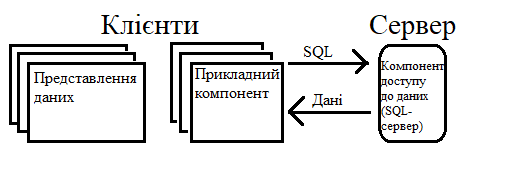 Клієнти
Сервер
Представлення
даних
Прикладний
компонент
SQL
Дані
Компонент
доступу
до даних
(SQL-
сервер)